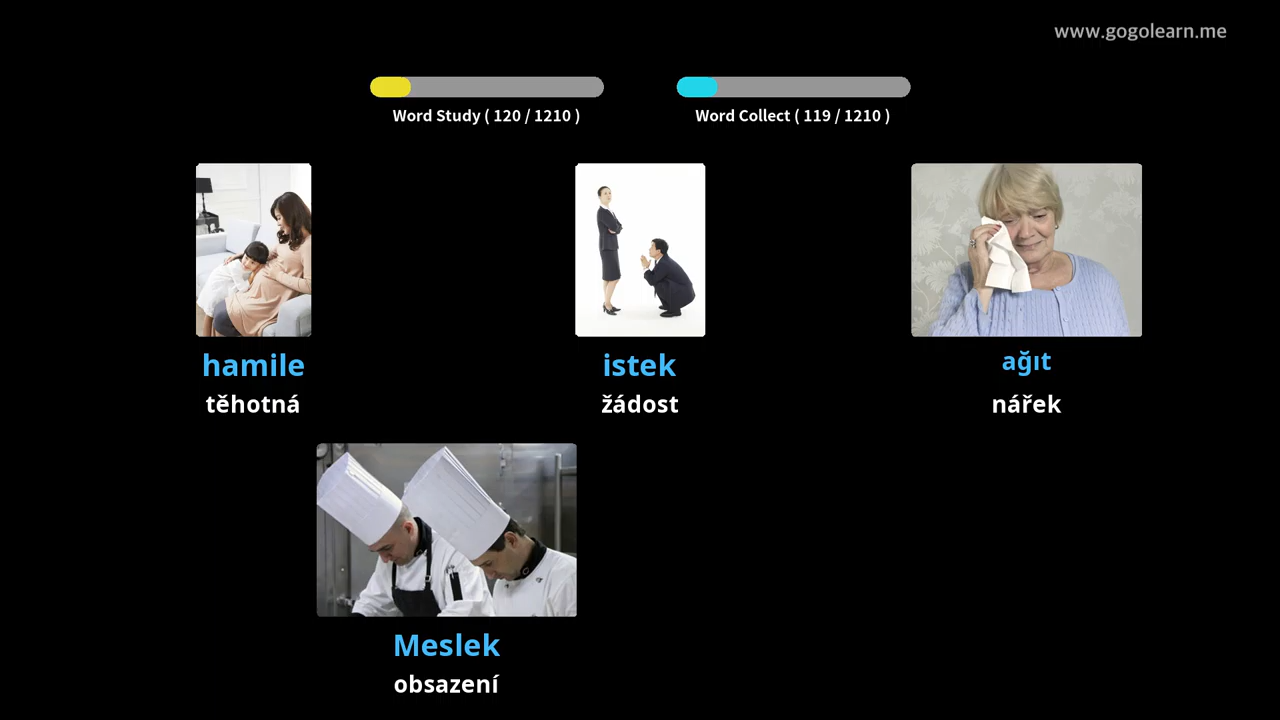 www.gogolearn.me
Word Study ( 120 / 1210 )
Word Collect ( 119 / 1210 )
hamile
těhotná
istek
žádost
ağıt
nářek
Meslek
obsazení